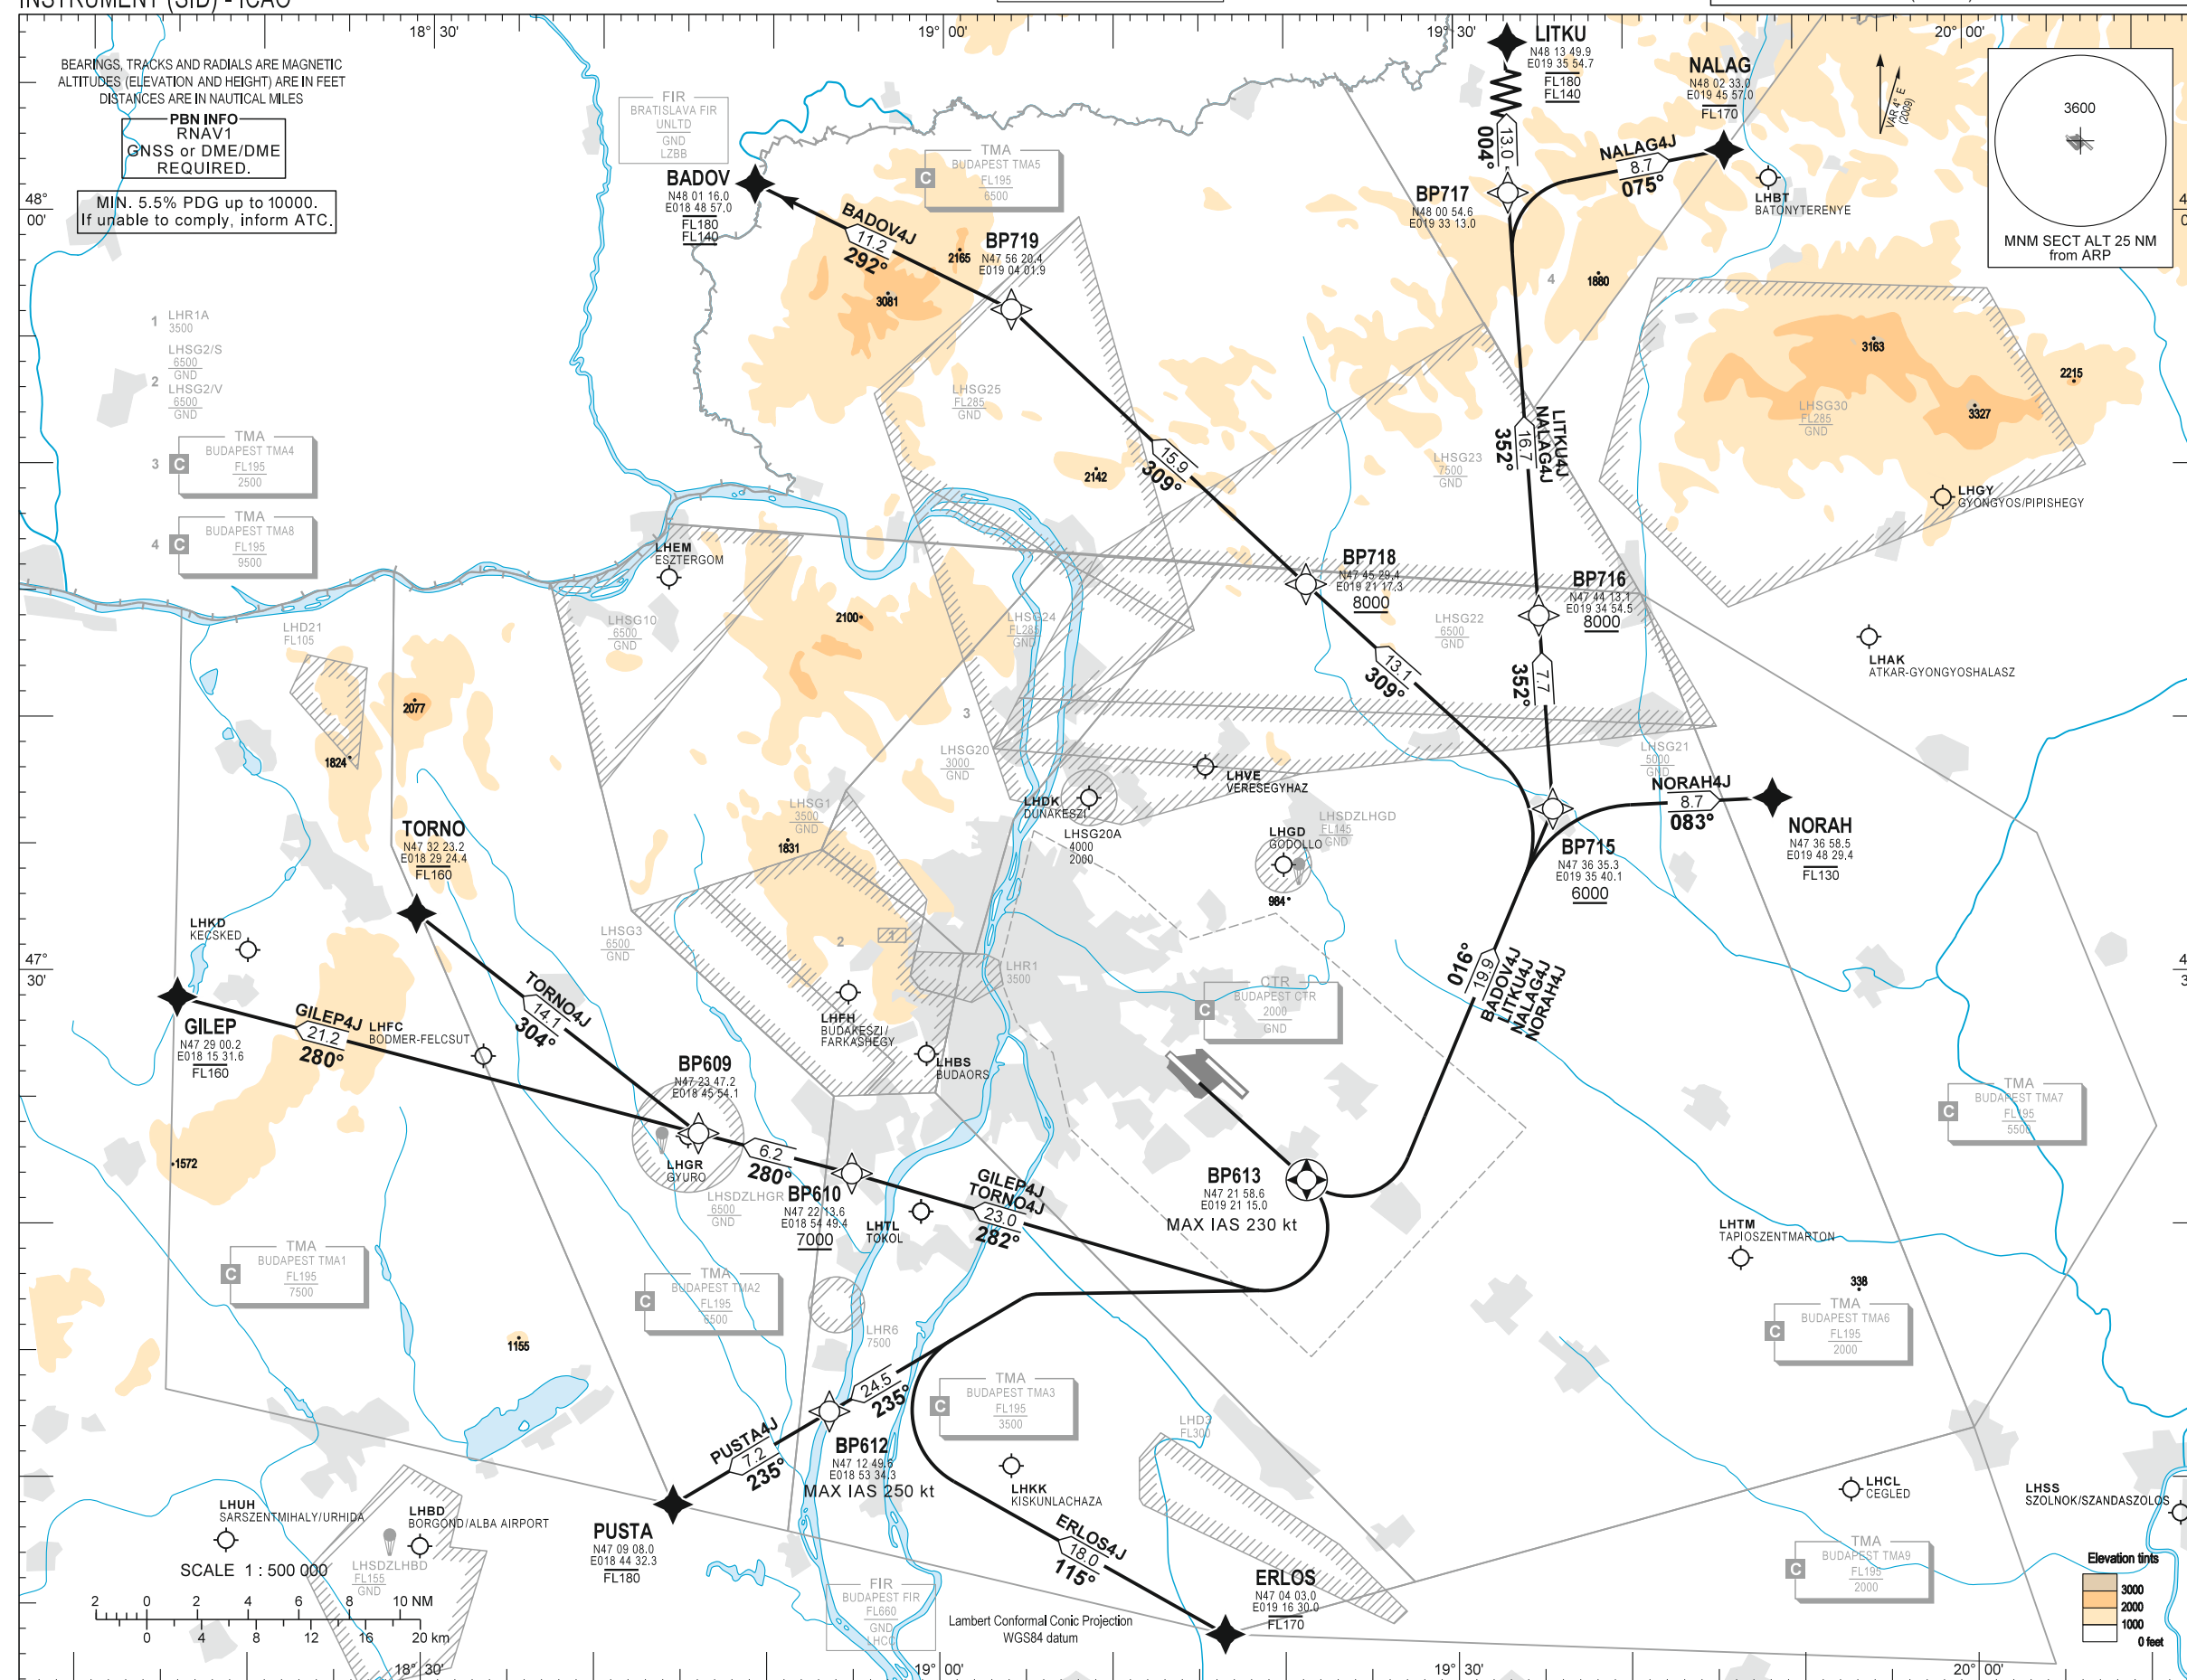 INSTRUMENT (SID) - ICAO
18° 30'
19° 00'
19° 30'
20° 00'
BEARINGS, TRACKS AND RADIALS ARE MAGNETIC
ALTITUDES (ELEVATION AND HEIGHT) ARE IN FEET
DISTANCES ARE IN NAUTICAL MILES
PBN INFO
RNAV1
GNSS or DME/DME
REQUIRED.
MIN. 5.5% PDG up to 10000.
If unable to comply, inform ATC.
48°
00'
FIR
BRATISLAVA FIR
UNLTD
GND
LZBB
BADOV
N48 01 16.0
E018 48 57.0
FL180
FL140
TMA
C
BUDAPEST TMA5
FL195
6500
LITKU
N48 13 49.9
E019 35 54.7
FL180
FL140
NALAG
N48 02 33.0
E019 45 57.0
FL170
VAR 4° E
(2009)
3600
MNM SECT ALT 25 NM
from ARP
13.0
004°
NALAG4J
8.7
075°
BP717
N48 00 54.6
E019 33 13.0
LHBT
BATONYTERENYE
BADOV4J
11.2
292°
2165
3081
BP719
N47 56 20.4
E019 04 01.9
4
1880
1
LHR1A
3500
2
LHSG2/S
6500
GND
LHSG2/V
6500
GND
3
C
TMA
BUDAPEST TMA4
FL195
2500
4
C
TMA
BUDAPEST TMA8
FL195
9500
LHSG25
FL285
GND
3163
2215
LHSG30
FL285
GND
3327
LITKU4J
NALAG4J
16.7
352°
15.9
309°
2142
LHSG23
7500
GND
LHGY
GYONGYOS/PIPISHEGY
LHEM
ESZTERGOM
BP718
N47 45 29.4
E019 21 17.3
8000
BP716
N47 44 13.1
E019 34 54.5
8000
LHD21
FL105
LHSG10
6500
GND
2100
LHSG24
FL285
GND
LHSG22
6500
GND
LHAK
ATKAR-GYONGYOSHALASZ
13.1
309°
7.7
352°
2077
1824
3
LHSG20
3000
GND
LHSG21
5000
GND
LHVE
VERESEGYHAZ
LHDK
DUNAKESZI
LHSG20A
4000
2000
LHSG1
3500
GND
1831
LHSDZLHGD
FL145
GND
LHGD
GODOLLO
984
NORAH4J
8.7
083°
NORAH
N47 36 58.5
E019 48 29.4
FL130
BP715
N47 36 35.3
E019 35 40.1
6000
TORNO
N47 32 23.2
E018 29 24.4
FL160
LHKD
KECSKED
47°
30'
LHSG3
6500
GND
2
1
LHR1
3500
016°
19.9
BADOV4J
LITKU4J
NALAG4J
NORAH4J
GILEP
N47 29 00.2
E018 15 31.6
FL160
GILEP4J
21.2
280°
TORNO4J
14.1
304°
LHFC
BODMER-FELCSUT
LHFH
BUDAKESZI/
FARKASHEGY
CTR
C
BUDAPEST CTR
2000
GND
BP609
N47 23 47.2
E018 45 54.1
LHBS
BUDAORS
TMA
C
BUDAPEST TMA7
FL195
5500
1572
LHGR
GYURO
6.2
280°
LHSDZLHGR
6500
GND
BP610
N47 22 13.6
E018 54 49.4
7000
LHTL
TOKOL
GILEP4J
TORNO4J
23.0
282°
BP613
N47 21 58.6
E019 21 15.0
MAX IAS 230 kt
LHTM
TAPIOSZENTMARTON
338
TMA
C
BUDAPEST TMA1
FL195
7500
TMA
C
BUDAPEST TMA2
FL195
6500
LHR6
7500
TMA
C
BUDAPEST TMA6
FL195
2000
1155
24.5
235°
TMA
C
BUDAPEST TMA3
FL195
3500
LHD3
FL300
PUSTA4J
7.2
235°
BP612
N47 12 49.6
E018 53 34.3
MAX IAS 250 kt
LHKK
KISKUNLACHAZA
LHCL
CEGLED
LHSS
SZOLNOK/SZANDASZOLOS
LHUH
SARSZENTMIHALY/URHIDA
LHBD
BORGOND/ALBA AIRPORT
LHSDZLHBD
FL155
GND
PUSTA
N47 09 08.0
E018 44 32.3
FL180
ERLOS4J
18.0
115°
ERLOS
N47 04 03.0
E019 16 30.0
FL170
TMA
C
BUDAPEST TMA9
FL195
2000
SCALE 1 : 500 000
2 0 2 4 6 8 10 NM
0 4 8 12 16 20 km
FIR
BUDAPEST FIR
FL660
GND
LHCC
Lambert Conformal Conic Projection
WGS84 datum
Elevation tints
3000
2000
1000
0 feet
18° 30'
19° 00'
19° 30'
20° 00'